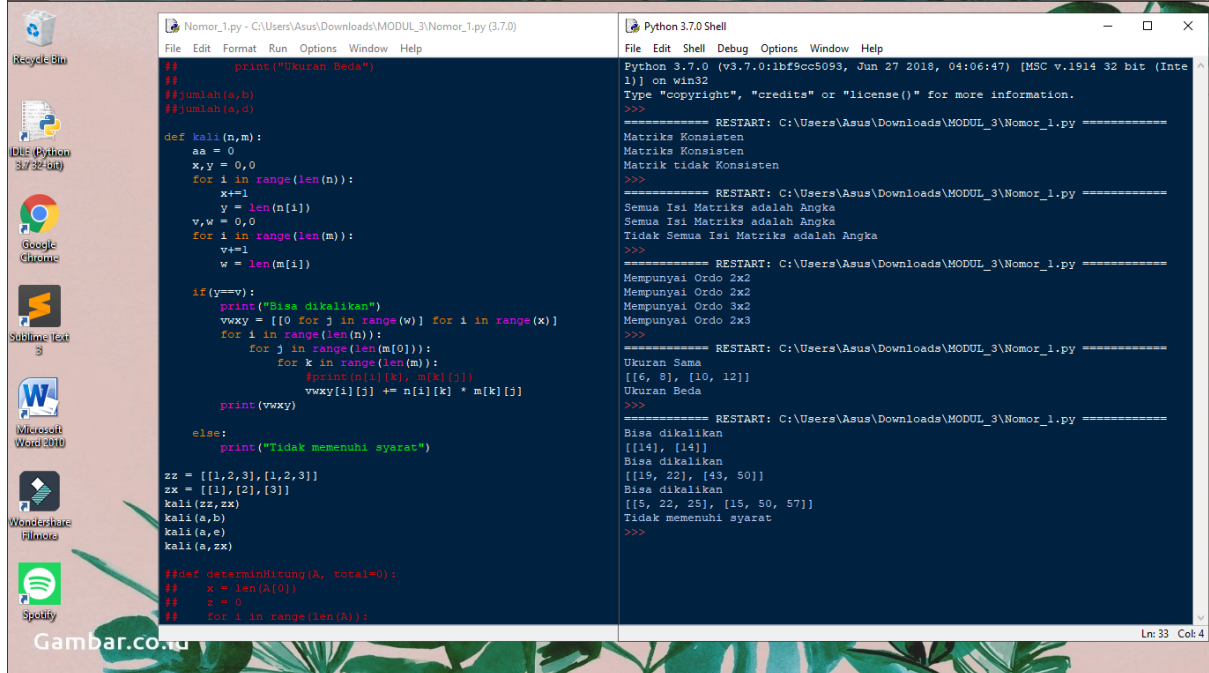 Recycle Bin
IDLE (Python
3.7 32-bit)
Google
Chrome
Sublime Text
3
Microsoft
Word 2010
Wondershare
Filmora
Spotify
Gambar.co.id
Nomor_1.py - C:\Users\Asus\Downloads\MODUL_3\Nomor_1.py (3.7.0)
File Edit Format Run Options Window Help
##        print("Ukuran Beda")
##
##jumlah(a,b)
##jumlah(a,d)
def kali(n,m):
    aa = 0
    x,y = 0,0
    for i in range(len(n)):
        x+=1
        y = len(n[i])
    v,w = 0,0
    for i in range(len(m)):
        v+=1
        w = len(m[i])
    if(y==v):
        print("Bisa dikalikan")
        vwxy = [[0 for j in range(w)] for i in range(x)]
        for i in range(len(n)):
            for j in range(len(m[0])):
                for k in range(len(m)):
                    #print(n[i][k], m[k][j])
                    vwxy[i][j] += n[i][k] * m[k][j]
        print(vwxy)
    else:
        print("Tidak memenuhi syarat")
zz = [[1,2,3],[1,2,3]]
zx = [[1],[2],[3]]
kali(zz,zx)
kali(a,b)
kali(a,e)
kali(a,zx)
##def determinHitung(A, total=0):
##    x = len(A[0])
##    z = 0
##    for i in range(len(A)):
Python 3.7.0 Shell
File Edit Shell Debug Options Window Help
Python 3.7.0 (v3.7.0:1bf9cc5093, Jun 27 2018, 04:06:47) [MSC v.1914 32 bit (Inte
l)] on win32
Type "copyright", "credits" or "license()" for more information.
>>>
============ RESTART: C:\Users\Asus\Downloads\MODUL_3\Nomor_1.py ============
Matriks Konsisten
Matriks Konsisten
Matrik tidak Konsisten
>>>
============ RESTART: C:\Users\Asus\Downloads\MODUL_3\Nomor_1.py ============
Semua Isi Matriks adalah Angka
Semua Isi Matriks adalah Angka
Tidak Semua Isi Matriks adalah Angka
>>>
============ RESTART: C:\Users\Asus\Downloads\MODUL_3\Nomor_1.py ============
Mempunyai Ordo 2x2
Mempunyai Ordo 2x2
Mempunyai Ordo 3x2
Mempunyai Ordo 2x3
>>>
============ RESTART: C:\Users\Asus\Downloads\MODUL_3\Nomor_1.py ============
Ukuran Sama
[[6, 8], [10, 12]]
Ukuran Beda
>>>
============ RESTART: C:\Users\Asus\Downloads\MODUL_3\Nomor_1.py ============
Bisa dikalikan
[[14], [14]]
Bisa dikalikan
[[19, 22], [43, 50]]
Bisa dikalikan
[[5, 22, 25], [15, 50, 57]]
Tidak memenuhi syarat
>>>
Ln: 33 Col: 4